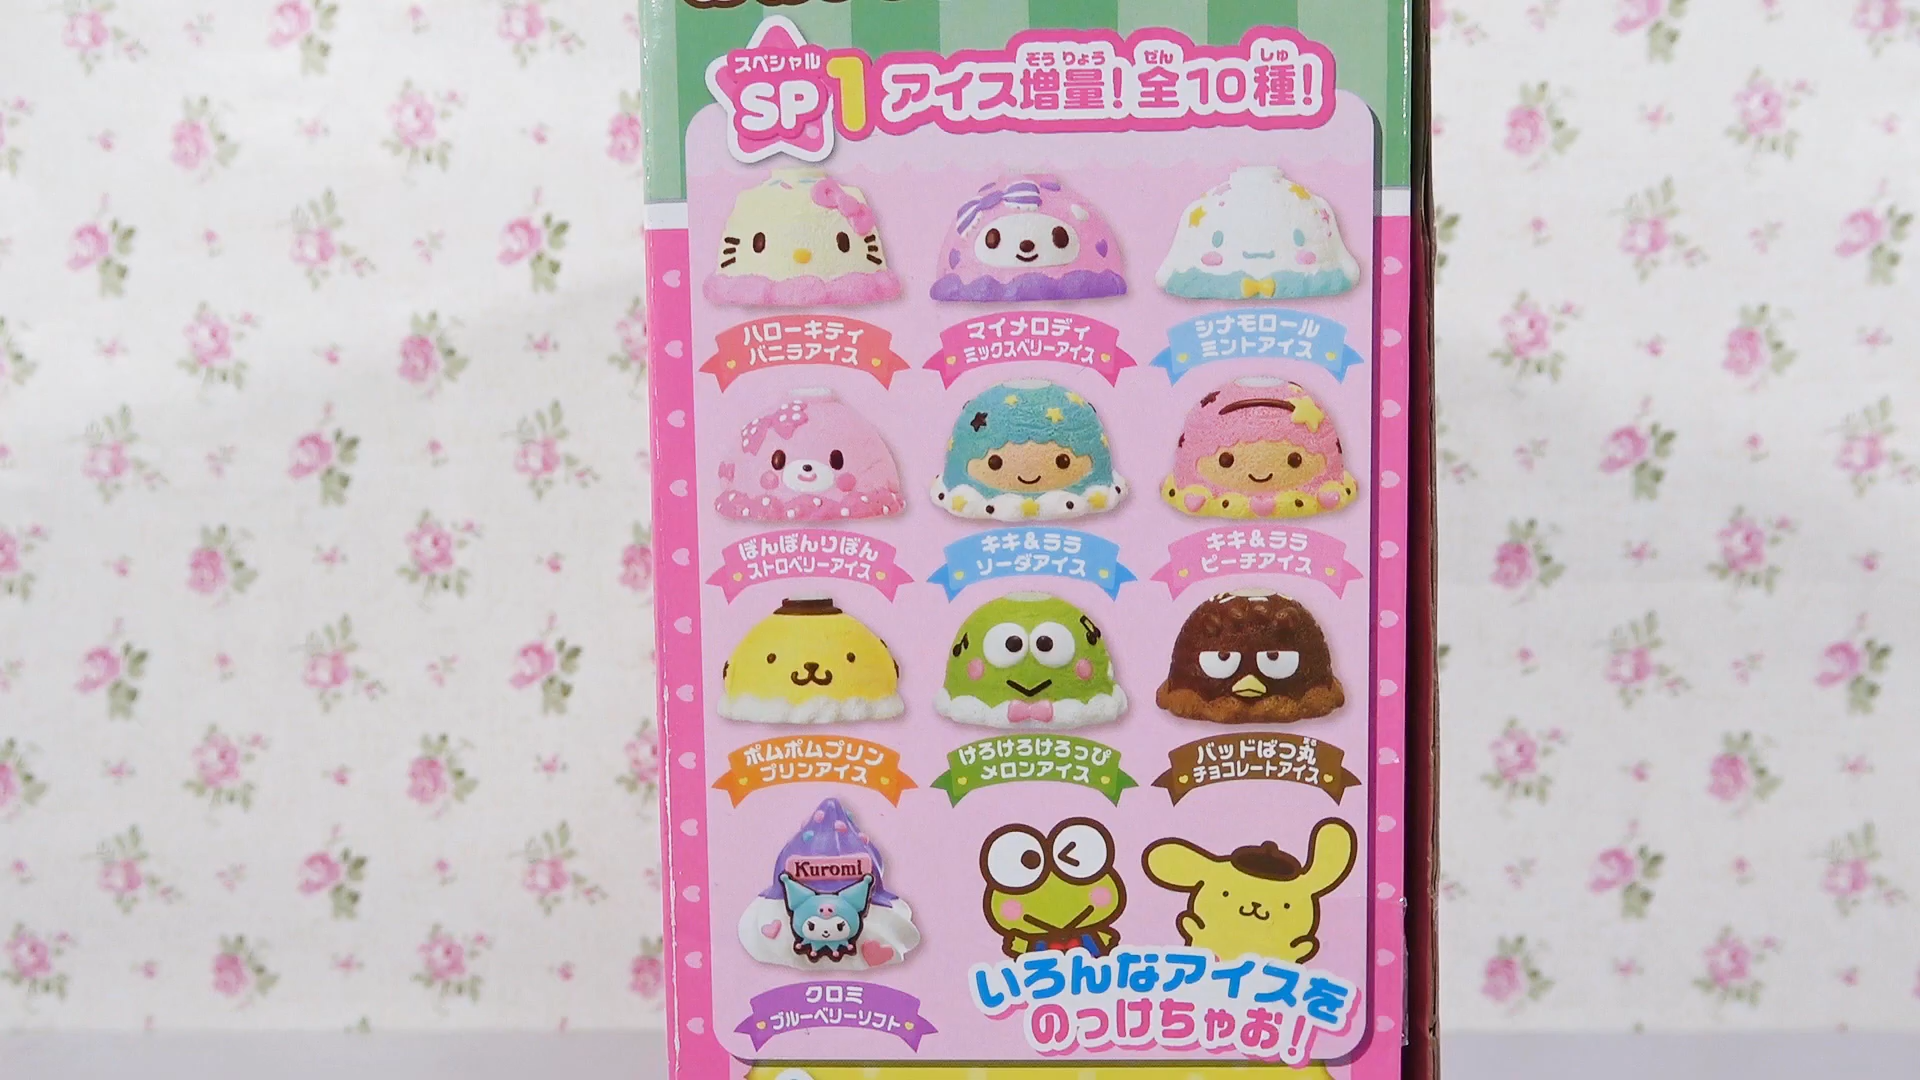 スペシャル
SP1 アイス増量！全10種！
ぞうりょう ぜん しゅ
ハローキティ
バニラアイス
マイメロディ
ミックスベリーアイス
シナモロール
ミントアイス
ぼんぼんりぼん
ストロベリーアイス
キキ＆ララ
ソーダアイス
キキ＆ララ
ピーチアイス
ポムポムプリン
プリンアイス
けろけろけろっぴ
メロンアイス
バッドばつ丸
チョコレートアイス
Kuromi
クロミ
ブルーベリーソフト
いろんなアイスを
のっけちゃお！